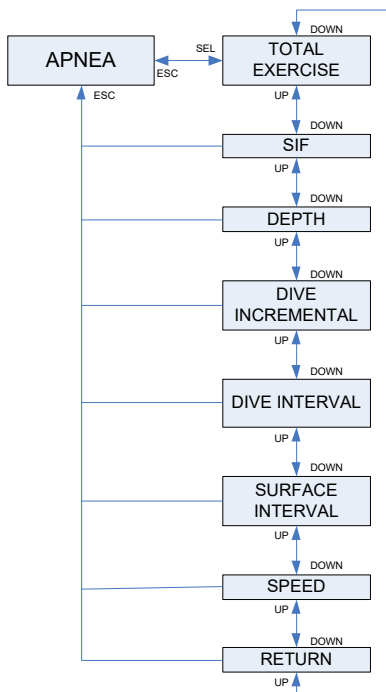 DOWN
APNEA
SEL
ESC
TOTAL
EXERCISE
ESC
UP
DOWN
SIF
UP
DOWN
DEPTH
UP
DOWN
DIVE
INCREMENTAL
UP
DOWN
DIVE INTERVAL
UP
DOWN
SURFACE
INTERVAL
UP
DOWN
SPEED
UP
DOWN
RETURN
UP